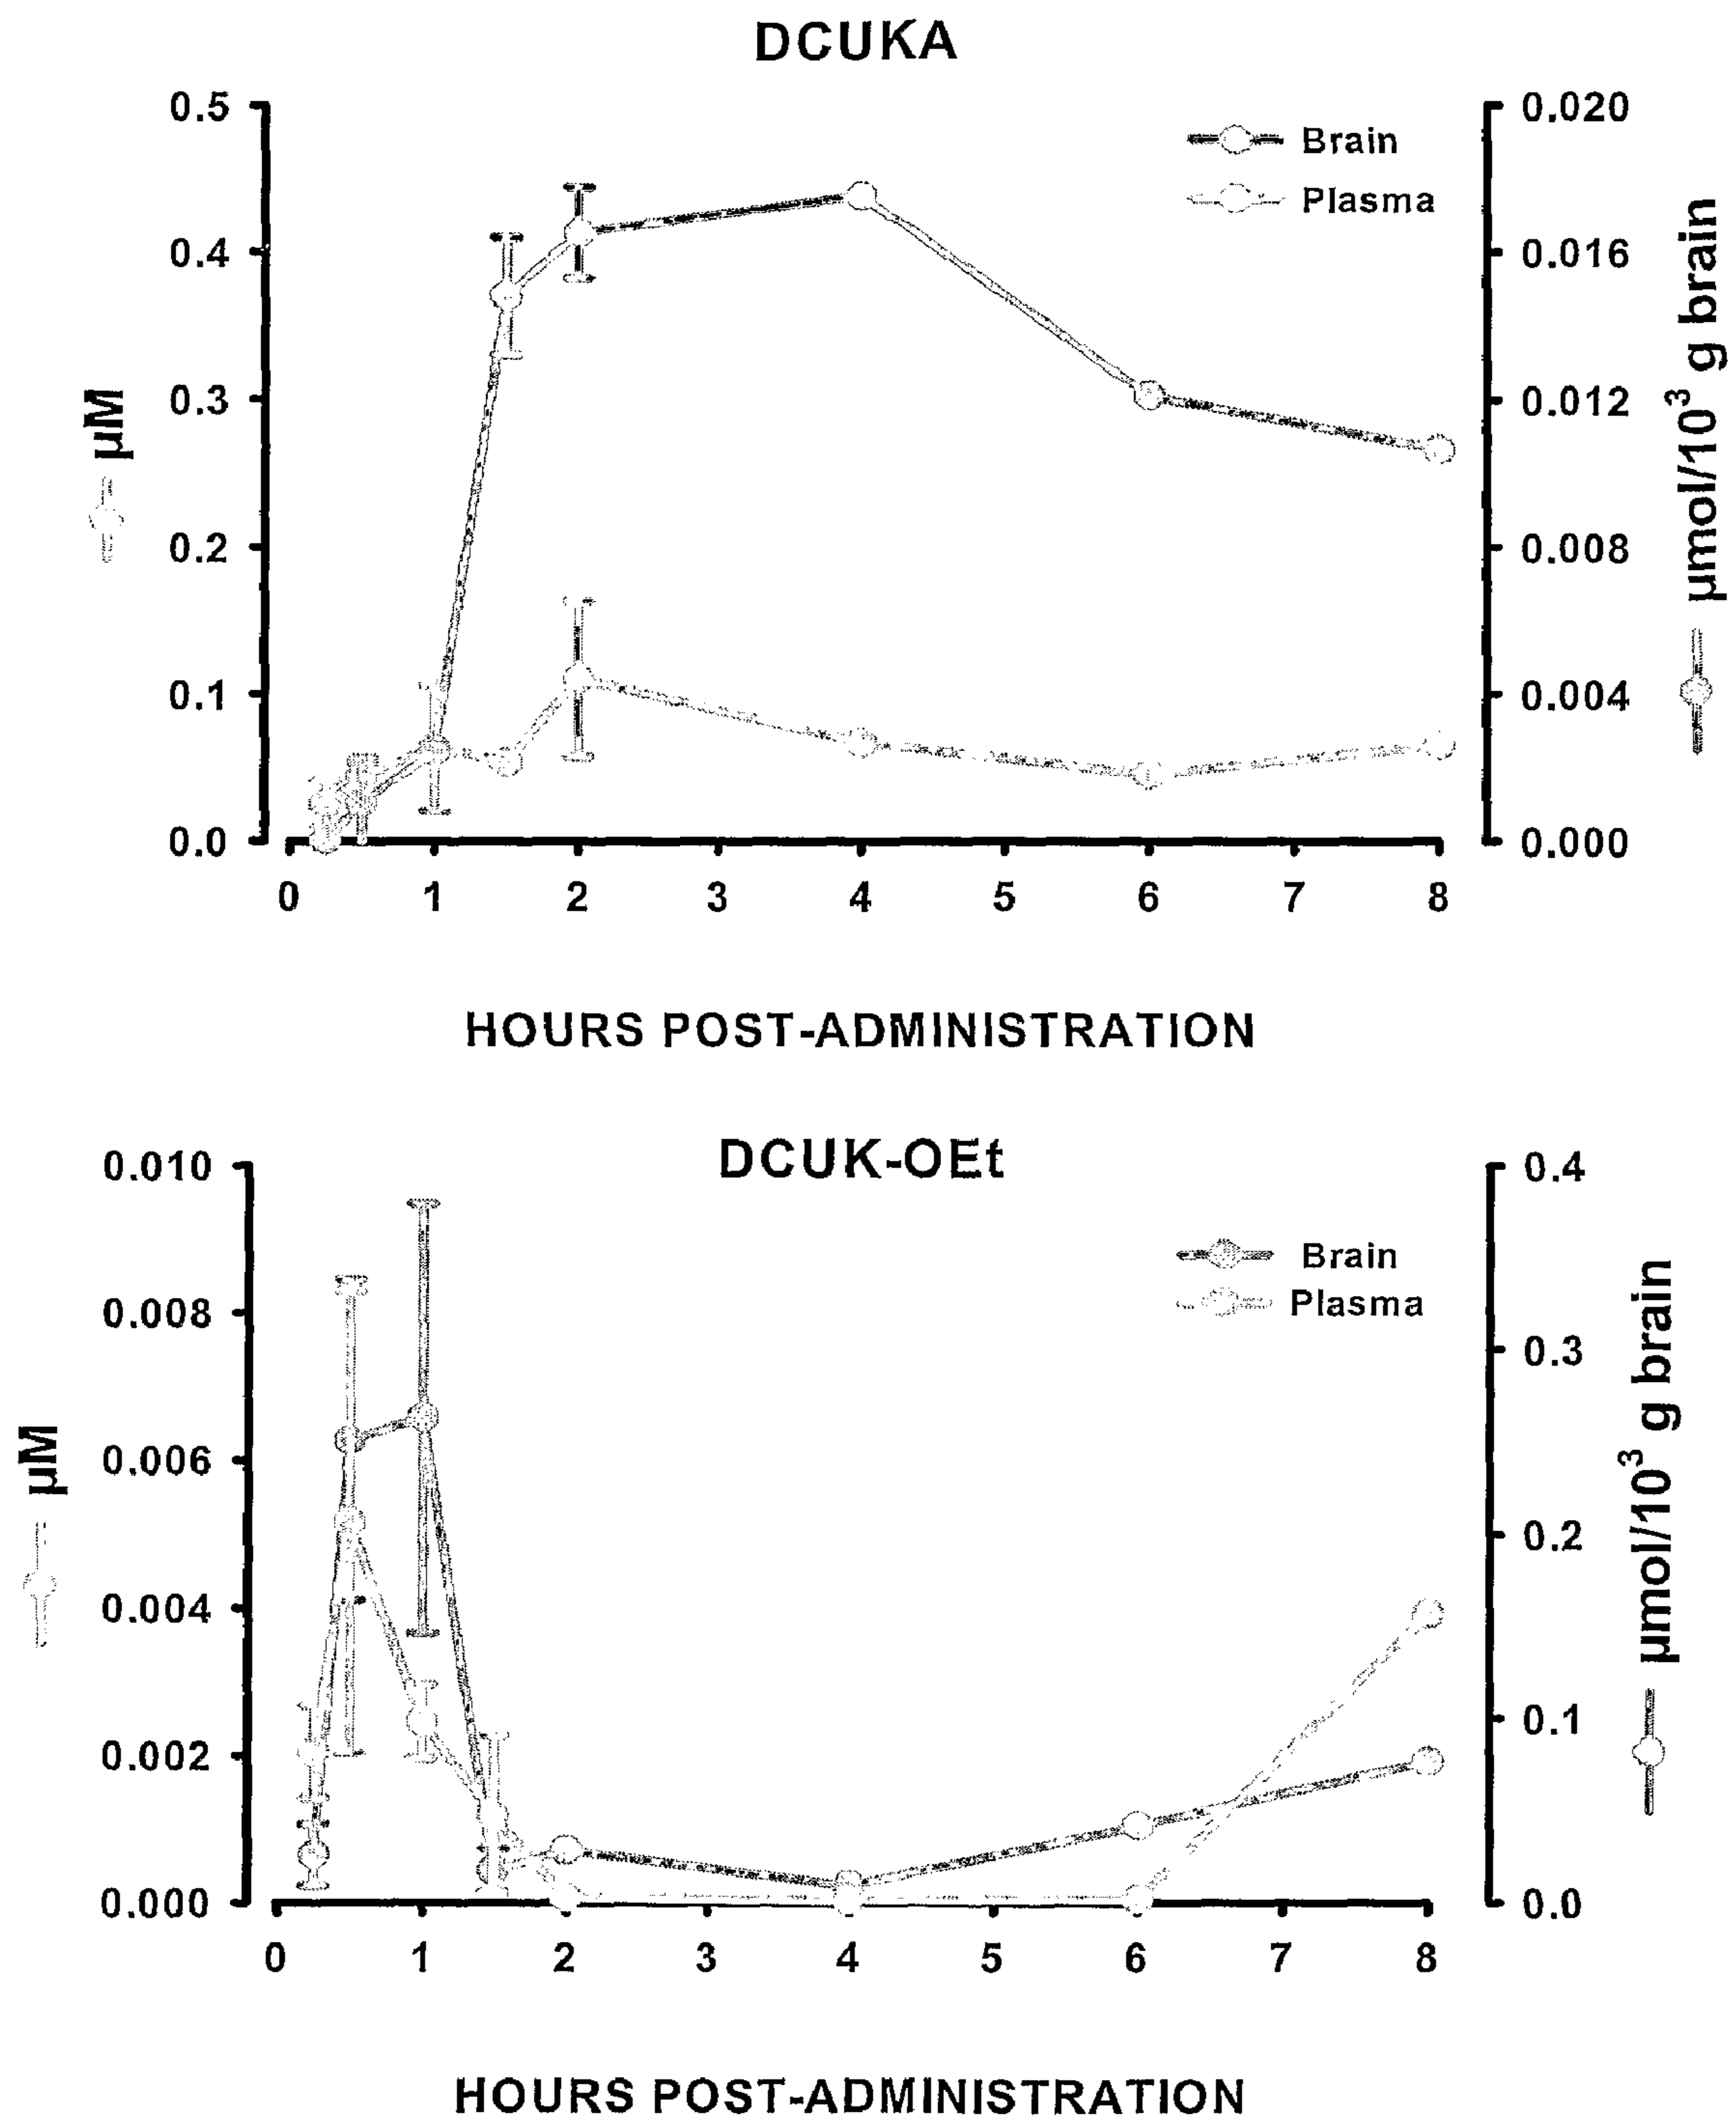 DCUKA
0.5
0.4
0.3
0.2
0.1
0.0
µM
0.020
0.016
0.012
0.008
0.004
0.000
µmol/10³ g brain
Brain
Plasma
0 1 2 3 4 5 6 7 8
HOURS POST-ADMINISTRATION
DCUK-OEt
0.010
0.008
0.006
0.004
0.002
0.000
µM
0.4
0.3
0.2
0.1
0.0
µmol/10³ g brain
Brain
Plasma
0 1 2 3 4 5 6 7 8
HOURS POST-ADMINISTRATION